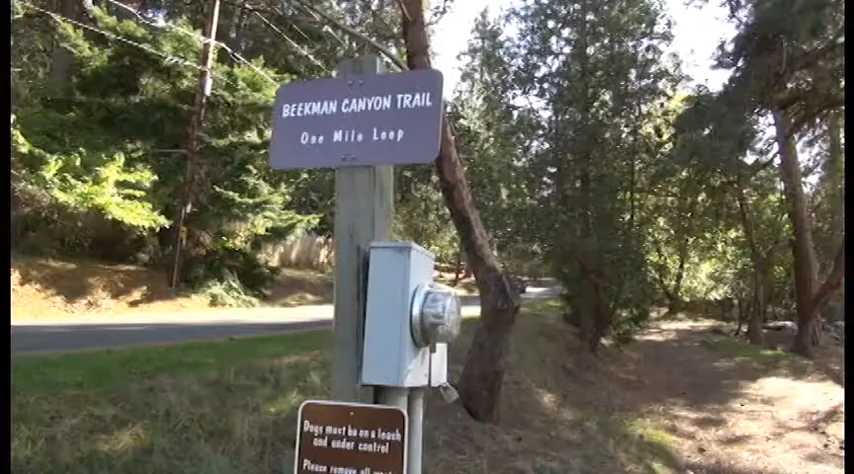 BEEKMAN CANYON TRAIL
One Mile Loop
Dogs must be on a leash
and under control
Please remove all